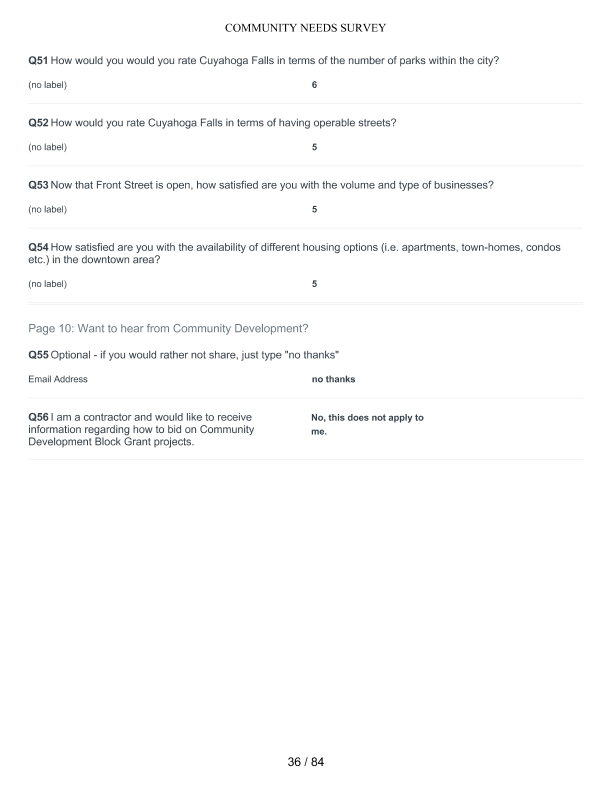 COMMUNITY NEEDS SURVEY
Q51 How would you would you rate Cuyahoga Falls in terms of the number of parks within the city?
(no label) 6
Q52 How would you rate Cuyahoga Falls in terms of having operable streets?
(no label) 5
Q53 Now that Front Street is open, how satisfied are you with the volume and type of businesses?
(no label) 5
Q54 How satisfied are you with the availability of different housing options (i.e. apartments, town-homes, condos
etc.) in the downtown area?
(no label) 5
Page 10: Want to hear from Community Development?
Q55 Optional - if you would rather not share, just type "no thanks"
Email Address no thanks
Q56 I am a contractor and would like to receive
information regarding how to bid on Community
Development Block Grant projects.
No, this does not apply to
me.
36 / 84